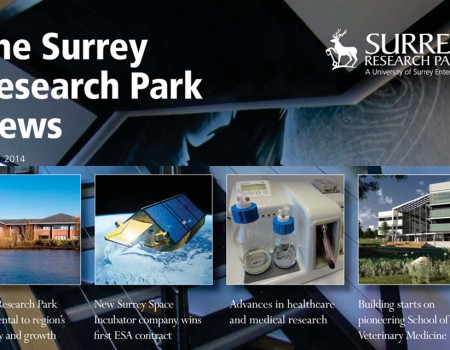 he Surrey
esearch Park
ews
2014
SURREY
RESEARCH PA
A University of Surrey Enter
Research Park
ental to region's
y and growth
New Surrey Space
Incubator company wins
first ESA contract
Advances in healthcare
and medical research
Building starts on
pioneering School of
Veterinary Medicine